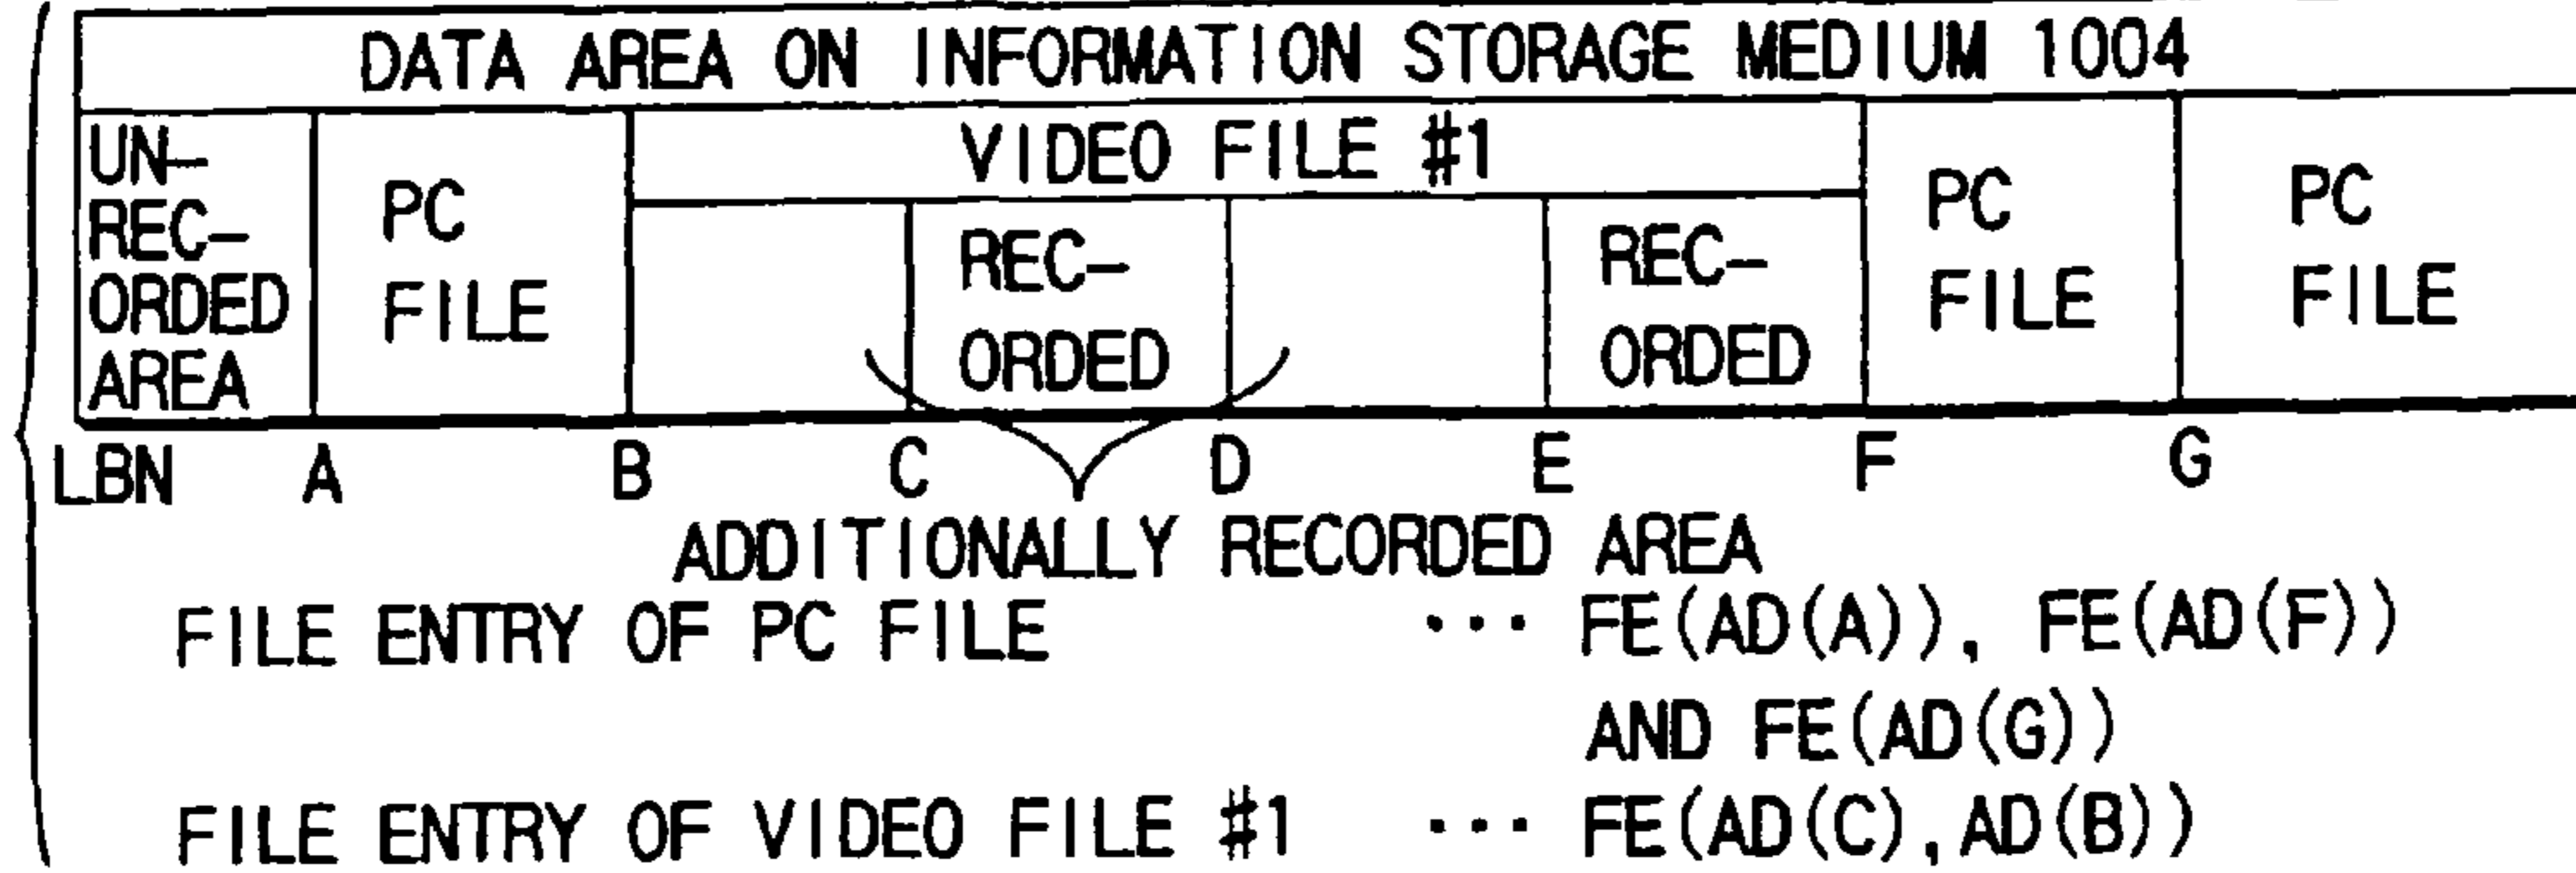 DATA AREA ON INFORMATION STORAGE MEDIUM 1004
UN-
REC-
ORDED
AREA
PC
FILE
VIDEO FILE #1
REC-
ORDED
REC-
ORDED
PC
FILE
PC
FILE
LBN A B C D E F G
ADDITIONALLY RECORDED AREA
FILE ENTRY OF PC FILE ··· FE(AD(A)), FE(AD(F))
AND FE(AD(G))
FILE ENTRY OF VIDEO FILE #1 ··· FE(AD(C),AD(B))